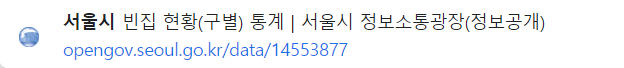 서울시 빈집 현황(구별) 통계 | 서울시 정보소통광장(정보공개)
opengov.seoul.go.kr/data/14553877